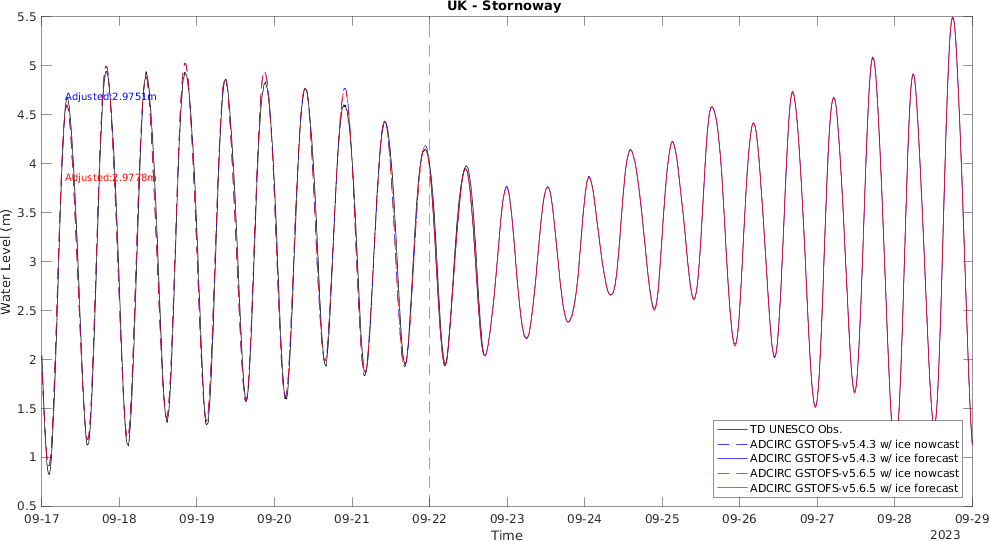 UK - Stornoway
5.5
5
4.5
4
3.5
3
2.5
2
1.5
1
0.5
Water Level (m)
Adjusted:2.9751m
Adjusted:2.9778m
TD UNESCO Obs.
ADCIRC GSTOFS-v5.4.3 w/ ice nowcast
ADCIRC GSTOFS-v5.4.3 w/ ice forecast
ADCIRC GSTOFS-v5.6.5 w/ ice nowcast
ADCIRC GSTOFS-v5.6.5 w/ ice forecast
09-17 09-18 09-19 09-20 09-21 09-22 09-23 09-24 09-25 09-26 09-27 09-28 09-29
Time
2023